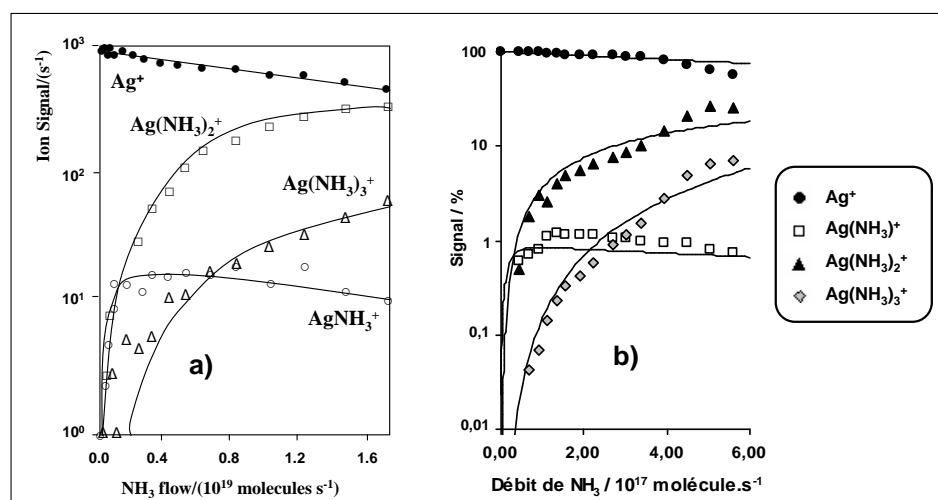 10³
10²
10¹
10⁰
Ion Signal/(s⁻¹)
Ag⁺
Ag(NH₃)₂⁺
Ag(NH₃)₃⁺
AgNH₃⁺
a)
0.0 0.4 0.8 1.2 1.6
NH₃ flow/(10¹⁹ molecules s⁻¹)
100
10
1
0,1
0,01
Signal / %
b)
0,00 2,00 4,00 6,00
Débit de NH₃ / 10¹⁷ molécule.s⁻¹
Ag⁺
Ag(NH₃)⁺
Ag(NH₃)₂⁺
Ag(NH₃)₃⁺